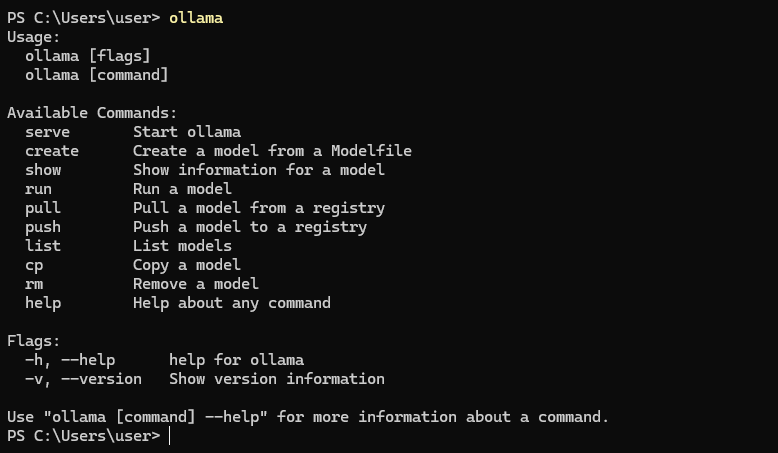 PS C:\Users\user> ollama
Usage:
  ollama [flags]
  ollama [command]

Available Commands:
  serve       Start ollama
  create      Create a model from a Modelfile
  show        Show information for a model
  run         Run a model
  pull        Pull a model from a registry
  push        Push a model to a registry
  list        List models
  cp          Copy a model
  rm          Remove a model
  help        Help about any command

Flags:
  -h, --help      help for ollama
  -v, --version   Show version information

Use "ollama [command] --help" for more information about a command.
PS C:\Users\user>